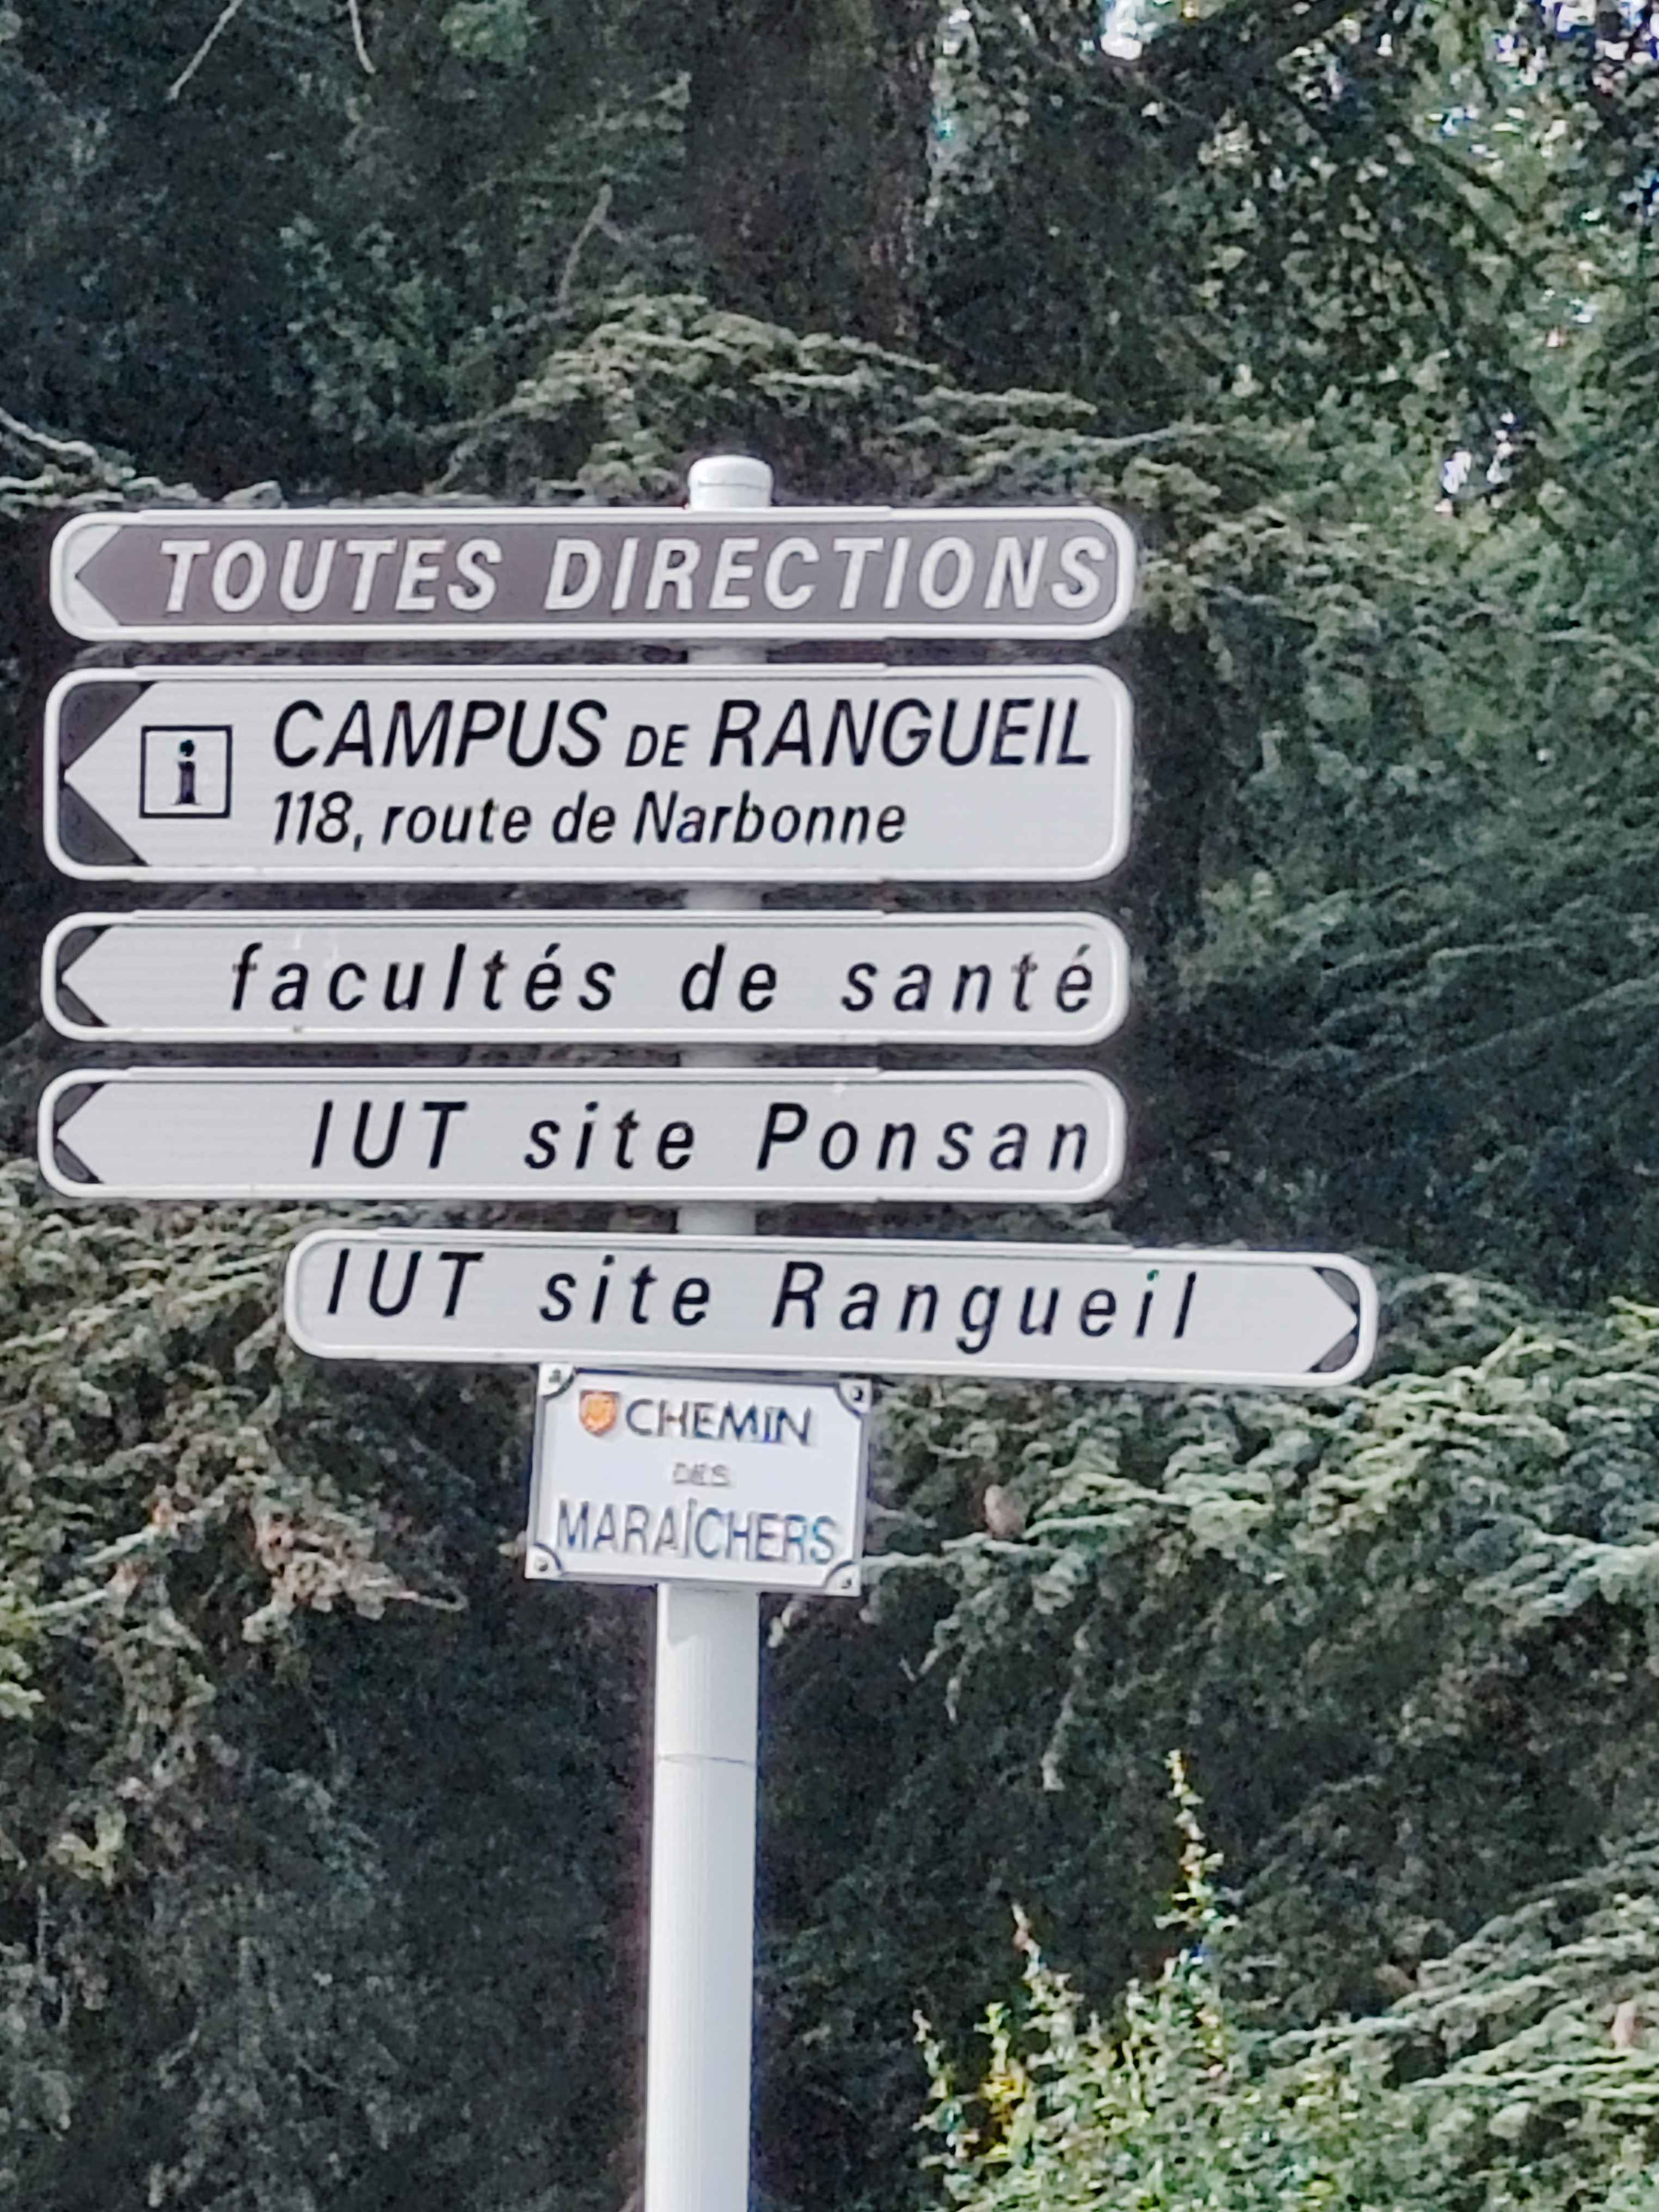 TOUTES DIRECTIONS
i CAMPUS DE RANGUEIL
118, route de Narbonne
facultés de santé
IUT site Ponsan
IUT site Rangueil
CHEMIN
DES
MARAÎCHERS